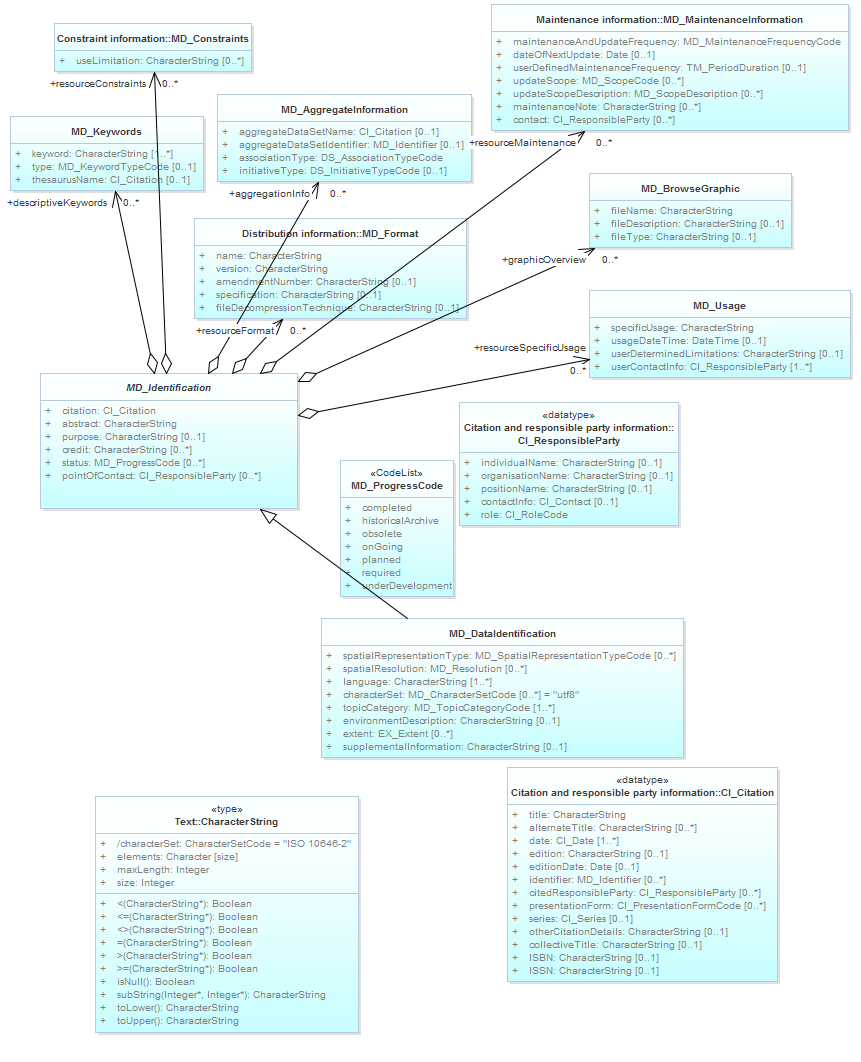 Constraint information::MD_Constraints
+ useLimitation: CharacterString [0..*]
+resourceConstraints 0..*
Maintenance information::MD_MaintenanceInformation
+ maintenanceAndUpdateFrequency: MD_MaintenanceFrequencyCode
+ dateOfNextUpdate: Date [0..1]
+ userDefinedMaintenanceFrequency: TM_PeriodDuration [0..1]
+ updateScope: MD_ScopeCode [0..*]
+ updateScopeDescription: MD_ScopeDescription [0..*]
+ maintenanceNote: CharacterString [0..*]
+ contact: CI_ResponsibleParty [0..*]
+resourceMaintenance 0..*
MD_AggregateInformation
+ aggregateDataSetName: CI_Citation [0..1]
+ aggregateDataSetIdentifier: MD_Identifier [0..1]
+ associationType: DS_AssociationTypeCode
+ initiativeType: DS_InitiativeTypeCode [0..1]
+aggregationInfo 0..*
MD_Keywords
+ keyword: CharacterString [1..*]
+ type: MD_KeywordTypeCode [0..1]
+ thesaurusName: CI_Citation [0..1]
+descriptiveKeywords 0..*
MD_BrowseGraphic
+ fileName: CharacterString
+ fileDescription: CharacterString [0..1]
+ fileType: CharacterString [0..1]
+graphicOverview 0..*
Distribution information::MD_Format
+ name: CharacterString
+ version: CharacterString
+ amendmentNumber: CharacterString [0..1]
+ specification: CharacterString [0..1]
+ fileDecompressionTechnique: CharacterString [0..1]
+resourceFormat 0..*
MD_Usage
+ specificUsage: CharacterString
+ usageDateTime: DateTime [0..1]
+ userDeterminedLimitations: CharacterString [0..1]
+ userContactInfo: CI_ResponsibleParty [1..*]
+resourceSpecificUsage
0..*
MD_Identification
+ citation: CI_Citation
+ abstract: CharacterString
+ purpose: CharacterString [0..1]
+ credit: CharacterString [0..*]
+ status: MD_ProgressCode [0..*]
+ pointOfContact: CI_ResponsibleParty [0..*]
«datatype»
Citation and responsible party information::
CI_ResponsibleParty
+ individualName: CharacterString [0..1]
+ organisationName: CharacterString [0..1]
+ positionName: CharacterString [0..1]
+ contactInfo: CI_Contact [0..1]
+ role: CI_RoleCode
«CodeList»
MD_ProgressCode
+ completed
+ historicalArchive
+ obsolete
+ onGoing
+ planned
+ required
+ underDevelopment
MD_DataIdentification
+ spatialRepresentationType: MD_SpatialRepresentationTypeCode [0..*]
+ spatialResolution: MD_Resolution [0..*]
+ language: CharacterString [1..*]
+ characterSet: MD_CharacterSetCode [0..*] = "utf8"
+ topicCategory: MD_TopicCategoryCode [1..*]
+ environmentDescription: CharacterString [0..1]
+ extent: EX_Extent [0..*]
+ supplementalInformation: CharacterString [0..1]
«type»
Text::CharacterString
+ /characterSet: CharacterSetCode = "ISO 10646-2"
+ elements: Character [size]
+ maxLength: Integer
+ size: Integer
+ <(CharacterString*): Boolean
+ <=(CharacterString*): Boolean
+ <>(CharacterString*): Boolean
+ =(CharacterString*): Boolean
+ >(CharacterString*): Boolean
+ >=(CharacterString*): Boolean
+ isNull(): Boolean
+ subString(Integer*, Integer*): CharacterString
+ toLower(): CharacterString
+ toUpper(): CharacterString
«datatype»
Citation and responsible party information::CI_Citation
+ title: CharacterString
+ alternateTitle: CharacterString [0..*]
+ date: CI_Date [1..*]
+ edition: CharacterString [0..1]
+ editionDate: Date [0..1]
+ identifier: MD_Identifier [0..*]
+ citedResponsibleParty: CI_ResponsibleParty [0..*]
+ presentationForm: CI_PresentationFormCode [0..*]
+ series: CI_Series [0..1]
+ otherCitationDetails: CharacterString [0..1]
+ collectiveTitle: CharacterString [0..1]
+ ISBN: CharacterString [0..1]
+ ISSN: CharacterString [0..1]